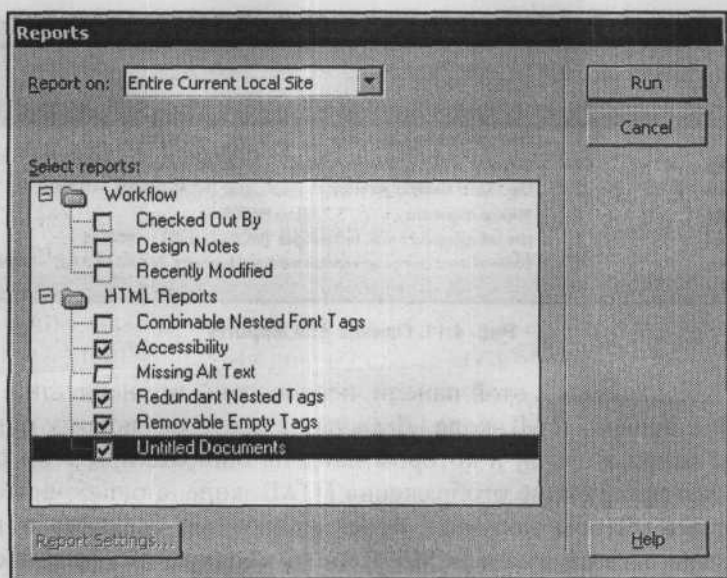 Reports
Report on: Entire Current Local Site
Run
Cancel
Select reports:
Workflow
Checked Out By
Design Notes
Recently Modified
HTML Reports
Combinable Nested Font Tags
Accessibility
Missing Alt Text
Redundant Nested Tags
Removable Empty Tags
Untitled Documents
Report Settings...
Help